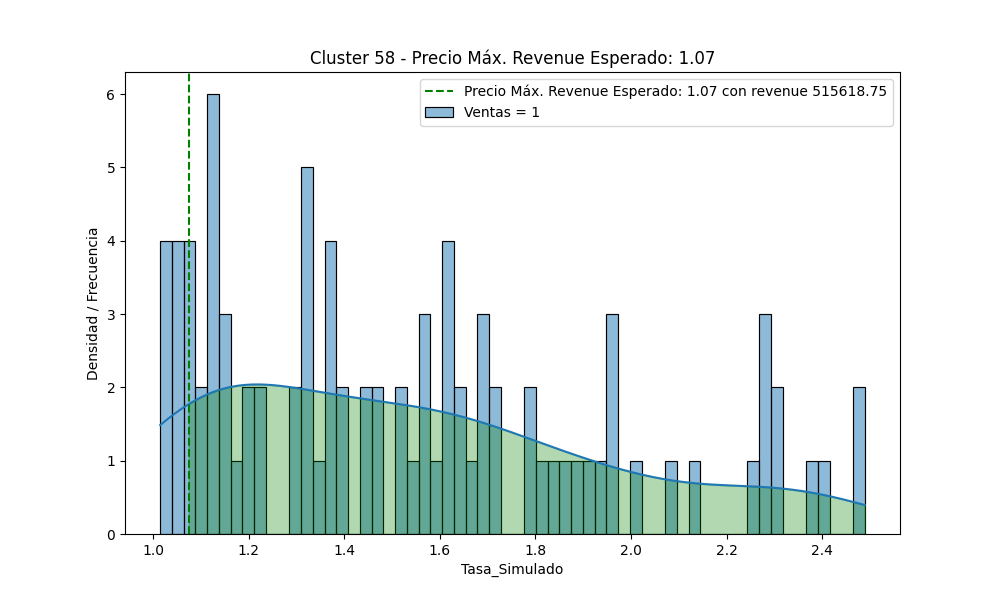 Cluster 58 - Precio Máx. Revenue Esperado: 1.07
Precio Máx. Revenue Esperado: 1.07 con revenue 515618.75
Ventas = 1
Densidad / Frecuencia
6
5
4
3
2
1
0
1.0 1.2 1.4 1.6 1.8 2.0 2.2 2.4
Tasa_Simulado